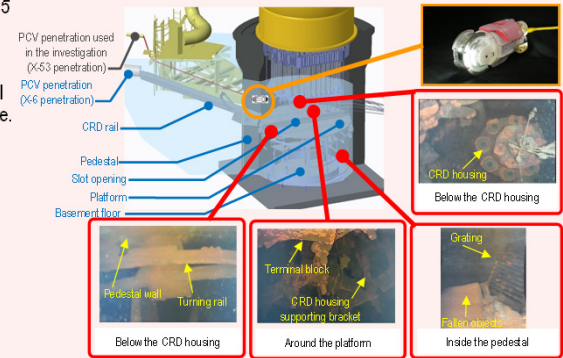 5
PCV penetration used
in the investigation
(X-53 penetration)
PCV penetration
(X-6 penetration)
l
e.
CRD rail
Pedestal
Slot opening
Platform
Basement floor
CRD housing
Below the CRD housing
Pedestal wall
Turning rail
Below the CRD housing
Terminal block
CRD housing
supporting bracket
Around the platform
Grating
Fallen objects
Inside the pedestal